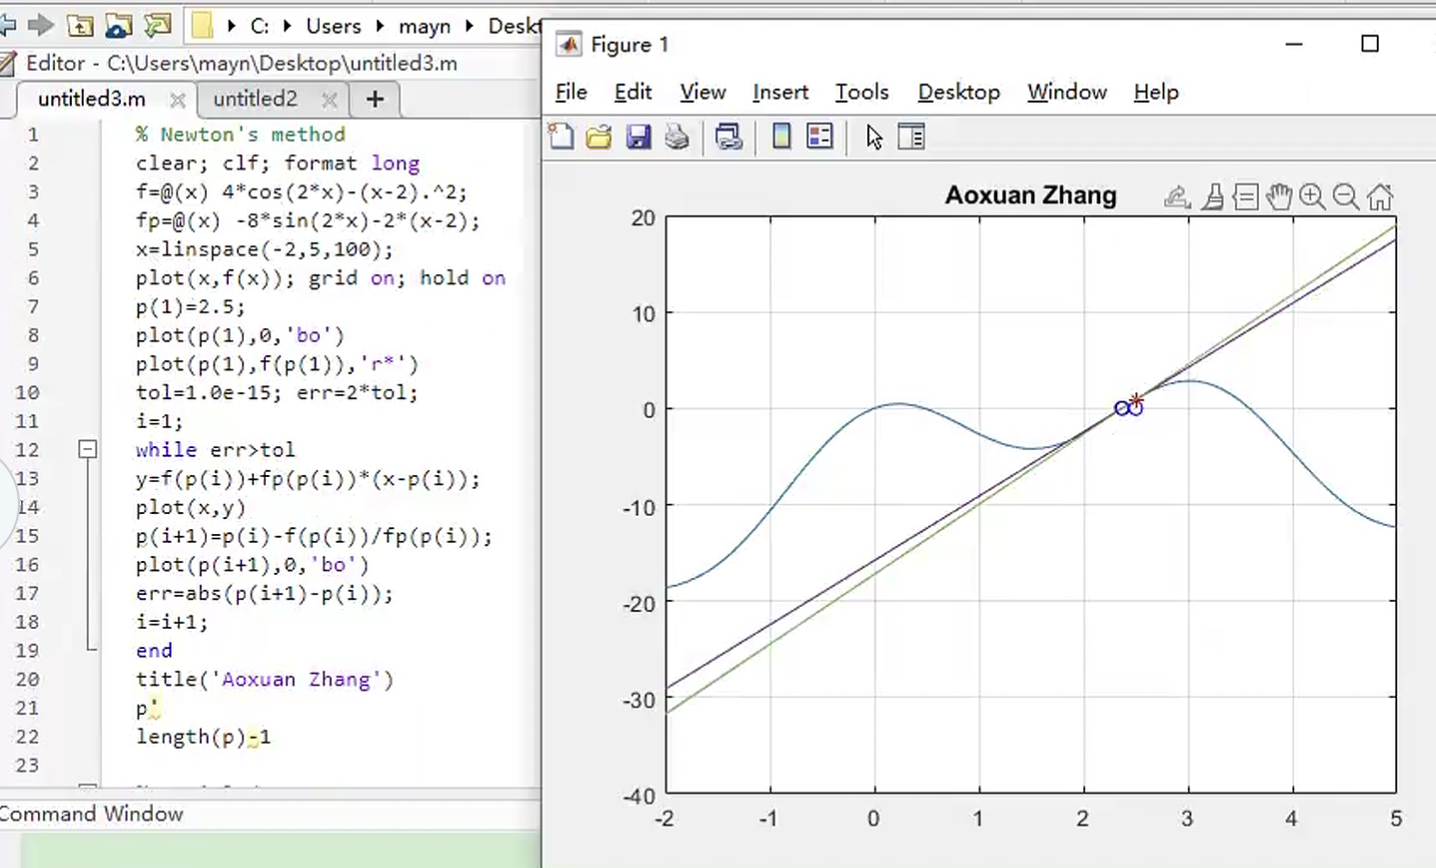 C: Users mayn Deskt
Editor - C:\Users\mayn\Desktop\untitled3.m
untitled3.m untitled2
1 % Newton's method
2 clear; clf; format long
3 f=@(x) 4*cos(2*x)-(x-2).^2;
4 fp=@(x) -8*sin(2*x)-2*(x-2);
5 x=linspace(-2,5,100);
6 plot(x,f(x)); grid on; hold on
7 p(1)=2.5;
8 plot(p(1),0,'bo')
9 plot(p(1),f(p(1)),'r*')
10 tol=1.0e-15; err=2*tol;
11 i=1;
12 while err>tol
13 y=f(p(i))+fp(p(i))*(x-p(i));
14 plot(x,y)
15 p(i+1)=p(i)-f(p(i))/fp(p(i));
16 plot(p(i+1),0,'bo')
17 err=abs(p(i+1)-p(i));
18 i=i+1;
19 end
20 title('Aoxuan Zhang')
21 p'
22 length(p)-1
23
Command Window
Figure 1
File Edit View Insert Tools Desktop Window Help
Aoxuan Zhang
20
10
0
-10
-20
-30
-40
-2 -1 0 1 2 3 4 5